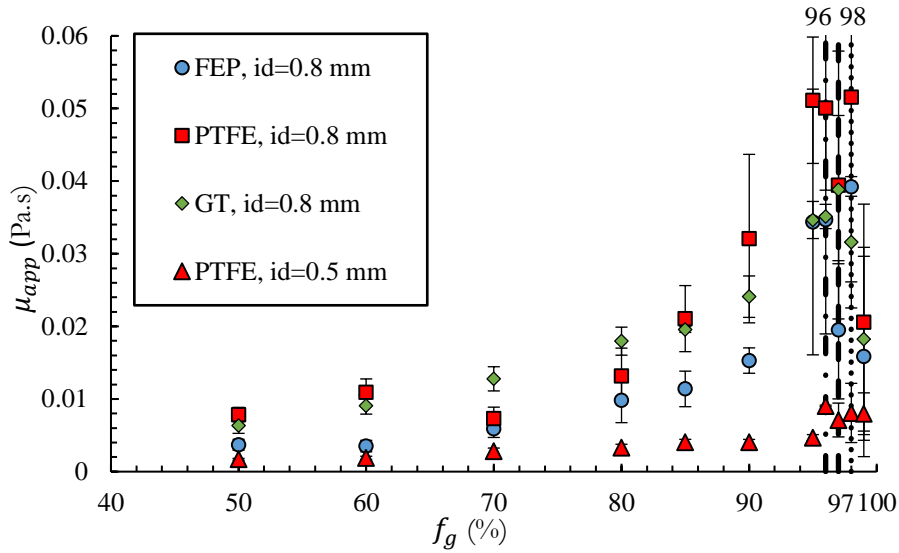 96 98
0.06
0.05
0.04
0.03
0.02
0.01
0
μapp (Pa.s)
FEP, id=0.8 mm
PTFE, id=0.8 mm
GT, id=0.8 mm
PTFE, id=0.5 mm
40 50 60 70 80 90 97 100
fg (%)